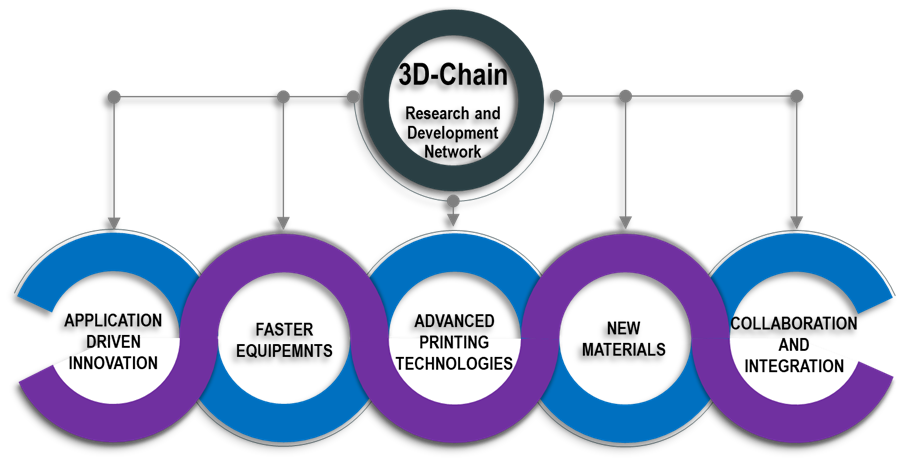 3D-Chain
Research and
Development
Network
APPLICATION
DRIVEN
INNOVATION
FASTER
EQUIPEMNTS
ADVANCED
PRINTING
TECHNOLOGIES
NEW
MATERIALS
COLLABORATION
AND
INTEGRATION